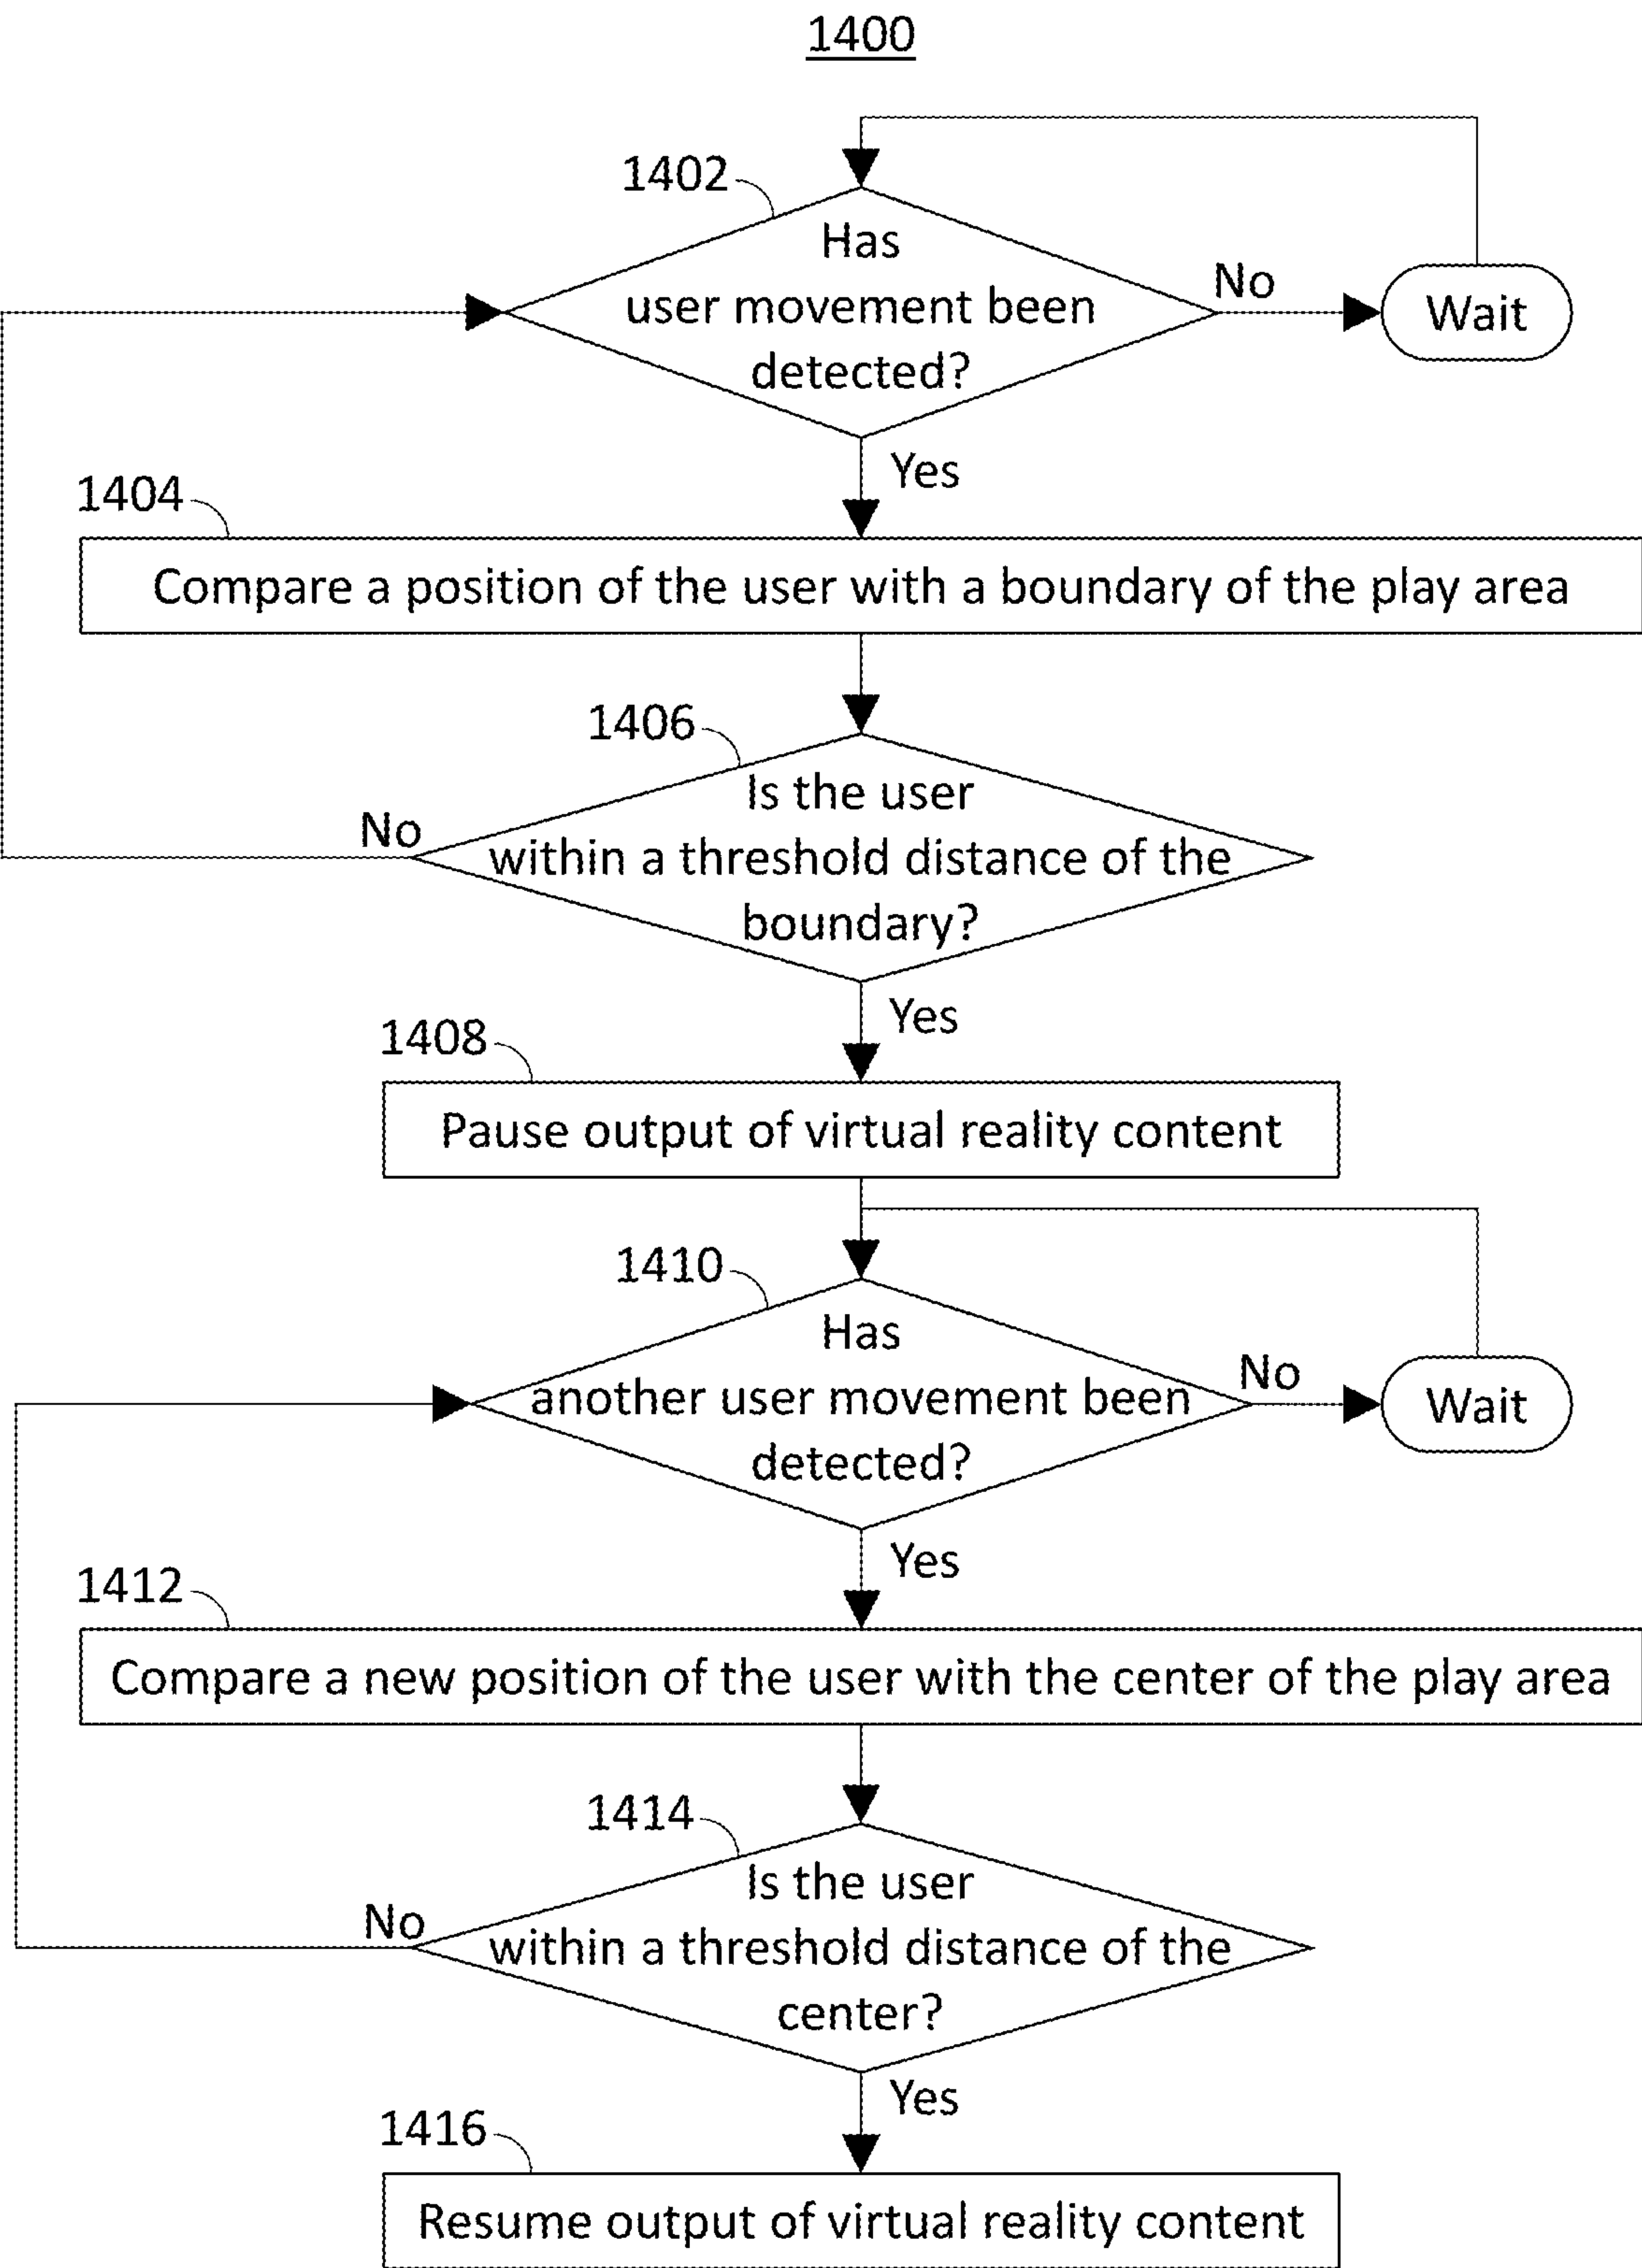 1400
1402
Has
user movement been
detected?
No
Wait
Yes
1404
Compare a position of the user with a boundary of the play area
1406
Is the user
within a threshold distance of the
boundary?
No
Yes
1408
Pause output of virtual reality content
1410
Has
another user movement been
detected?
No
Wait
Yes
1412
Compare a new position of the user with the center of the play area
1414
Is the user
within a threshold distance of the
center?
No
Yes
1416
Resume output of virtual reality content